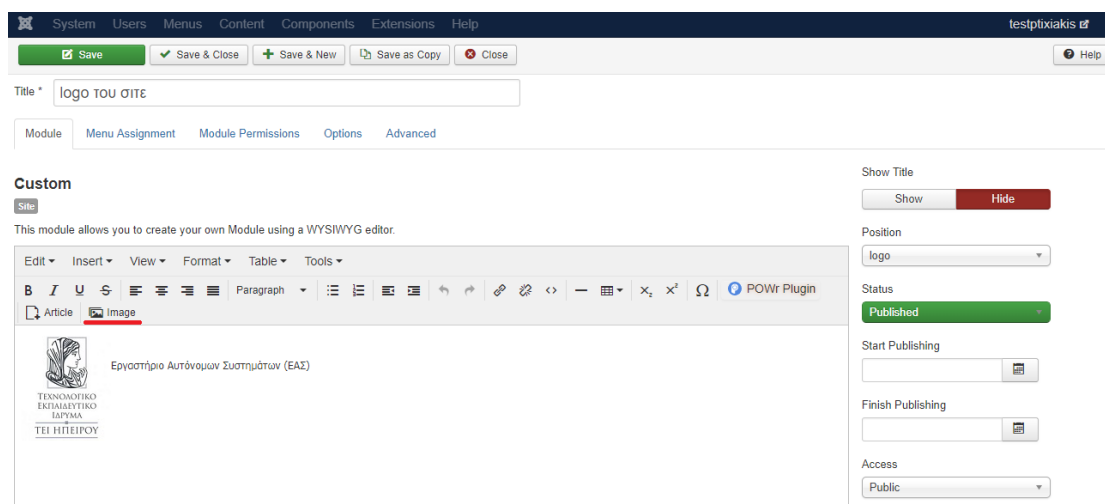 System Users Menus Content Components Extensions Help testptixiakis
Save Save & Close Save & New Save as Copy Close Help
Title * logo του σιτε
Module Menu Assignment Module Permissions Options Advanced
Custom
Site
This module allows you to create your own Module using a WYSIWYG editor.
Edit Insert View Format Table Tools
B I U S Paragraph X₂ X² Ω POWr Plugin
Article Image
Εργαστήριο Αυτόνομων Συστημάτων (ΕΑΣ)
ΤΕΧΝΟΛΟΓΙΚΟ
ΕΚΠΑΙΔΕΥΤΙΚΟ
ΙΔΡΥΜΑ
ΤΕΙ ΗΠΕΙΡΟΥ
Show Title
Show Hide
Position
logo
Status
Published
Start Publishing
Finish Publishing
Access
Public